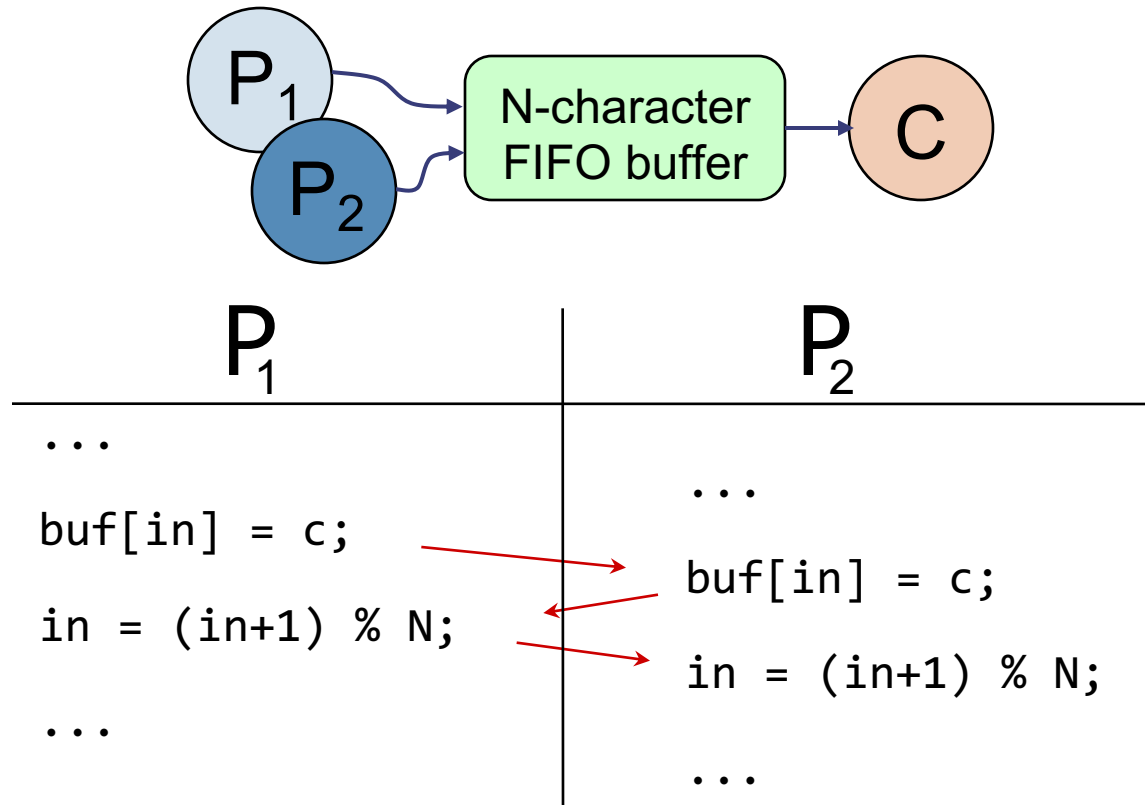 P1
P2
N-character
FIFO buffer
C
P1
P2
...
buf[in] = c;
in = (in+1) % N;
...
...
buf[in] = c;
in = (in+1) % N;
...